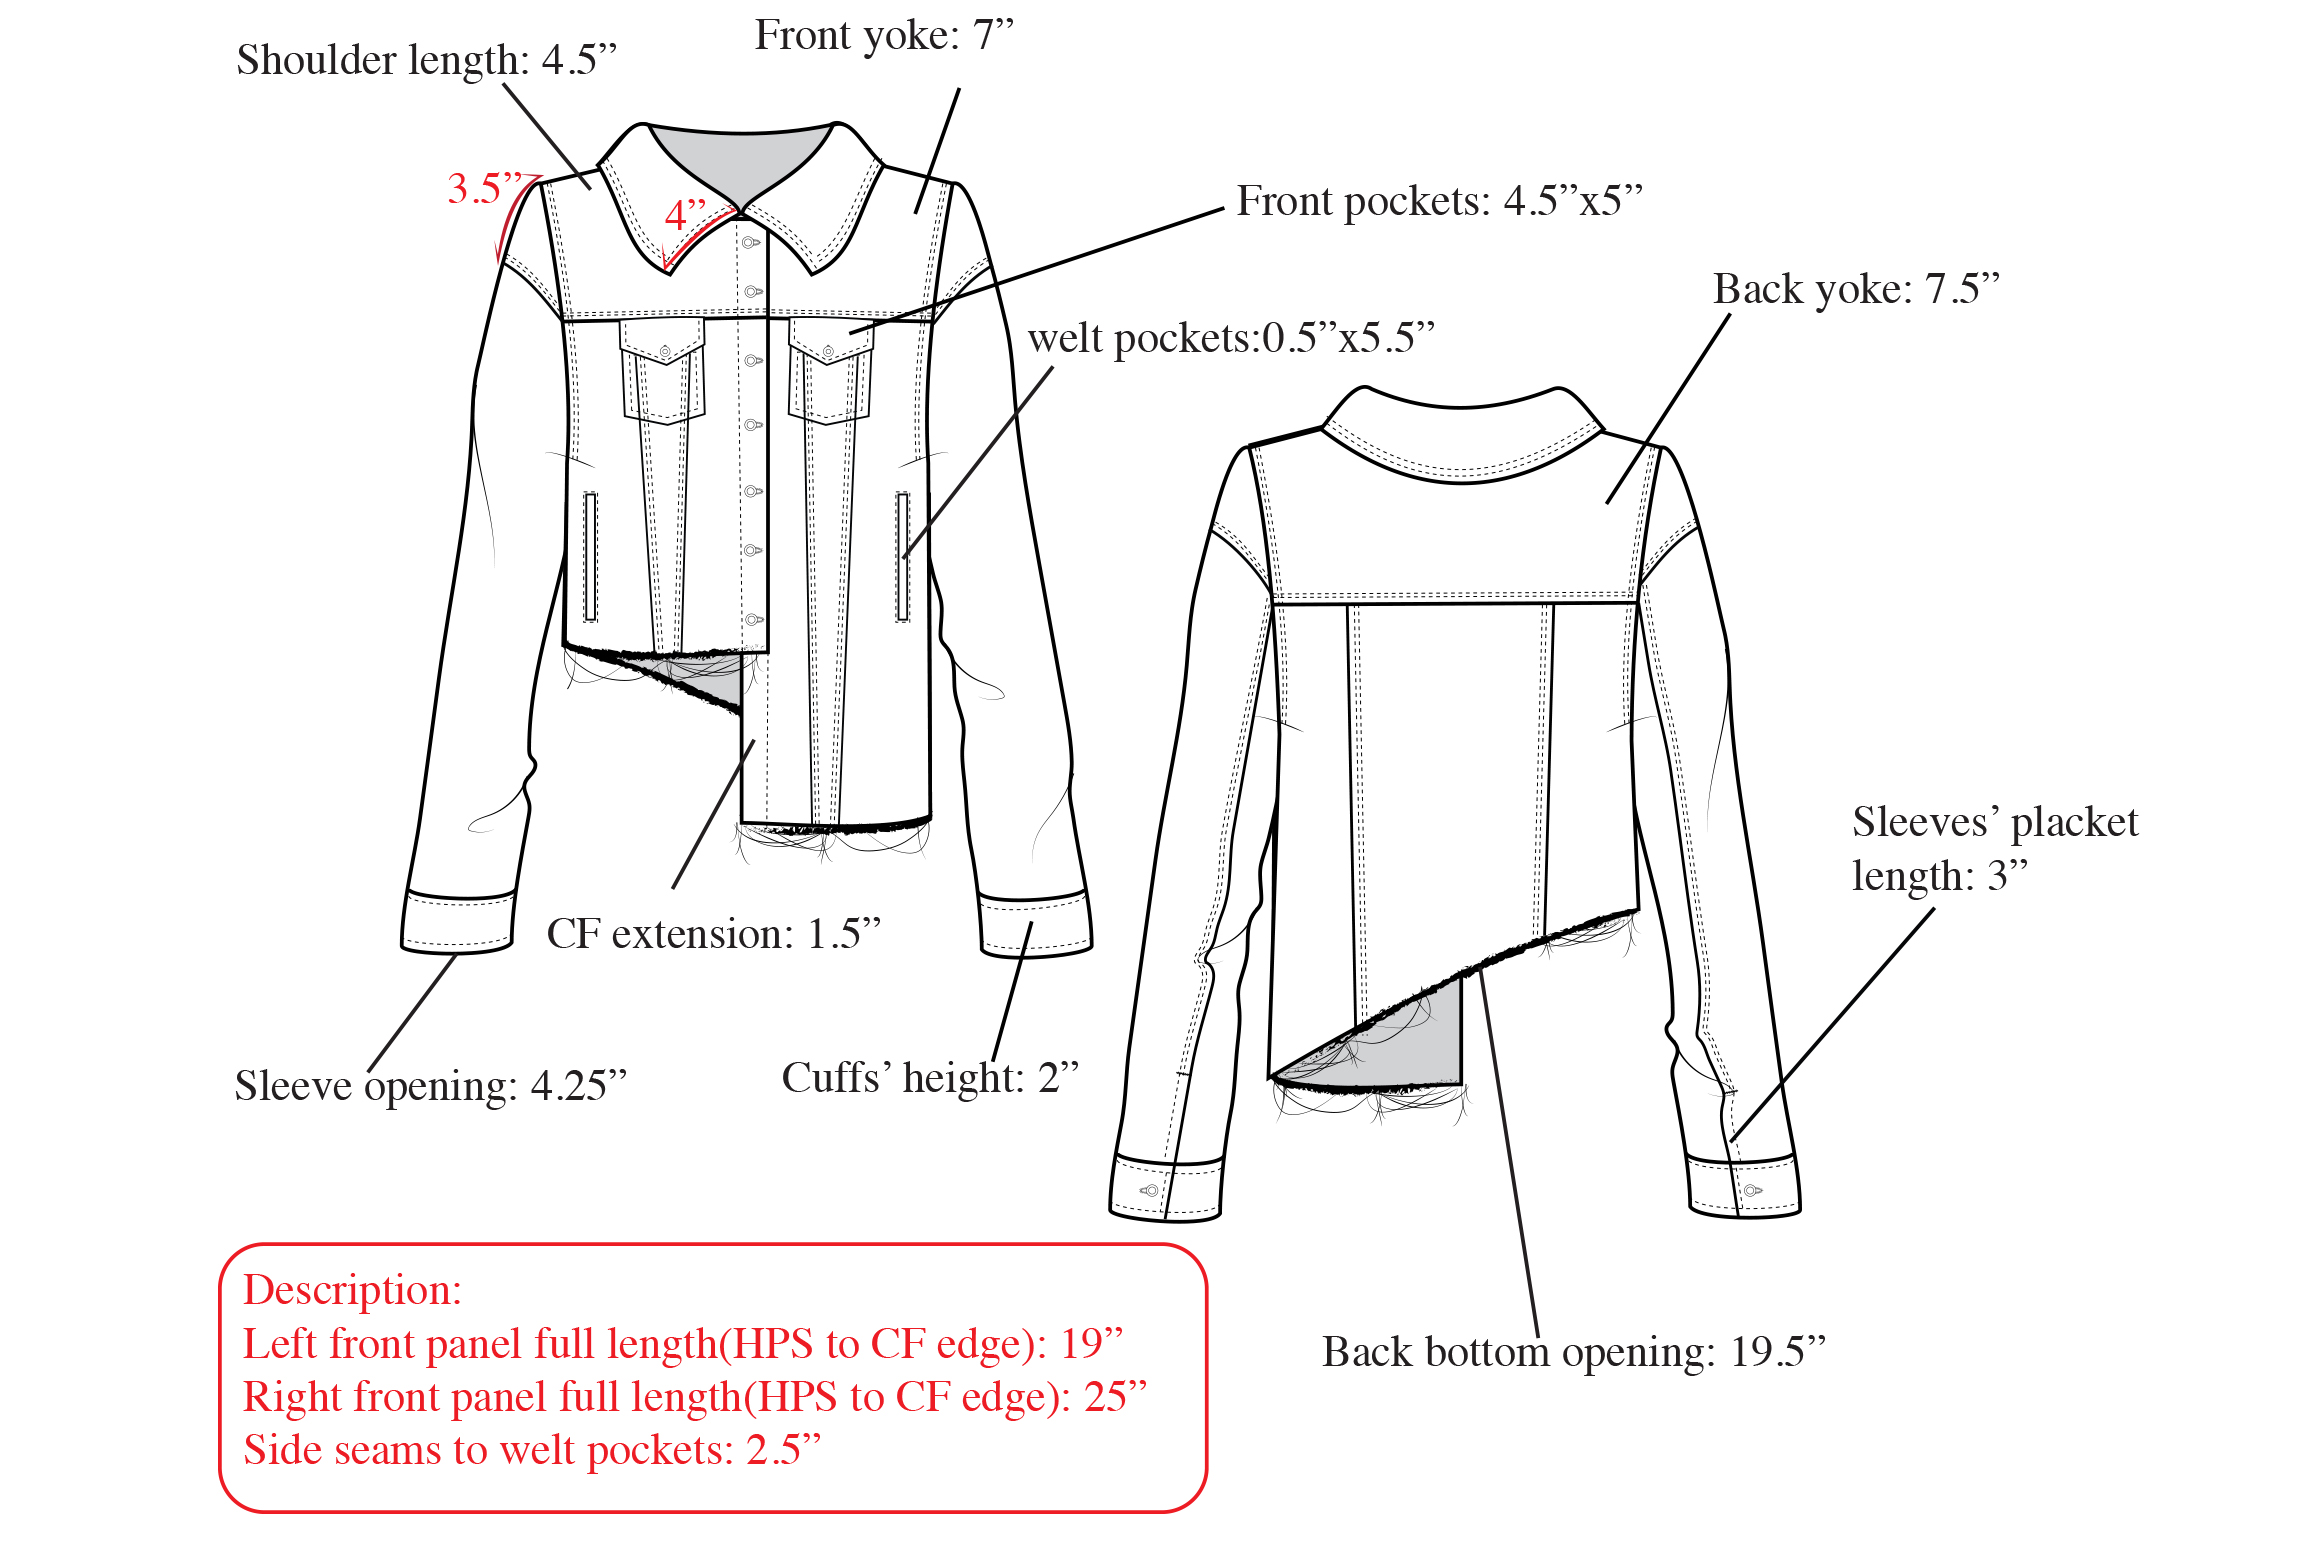 Shoulder length: 4.5”
Front yoke: 7”
3.5”
4”
Front pockets: 4.5”x5”
welt pockets:0.5”x5.5”
Back yoke: 7.5”
Sleeves’ placket
length: 3”
CF extension: 1.5”
Sleeve opening: 4.25”
Cuffs’ height: 2”
Back bottom opening: 19.5”
Description:
Left front panel full length(HPS to CF edge): 19”
Right front panel full length(HPS to CF edge): 25”
Side seams to welt pockets: 2.5”